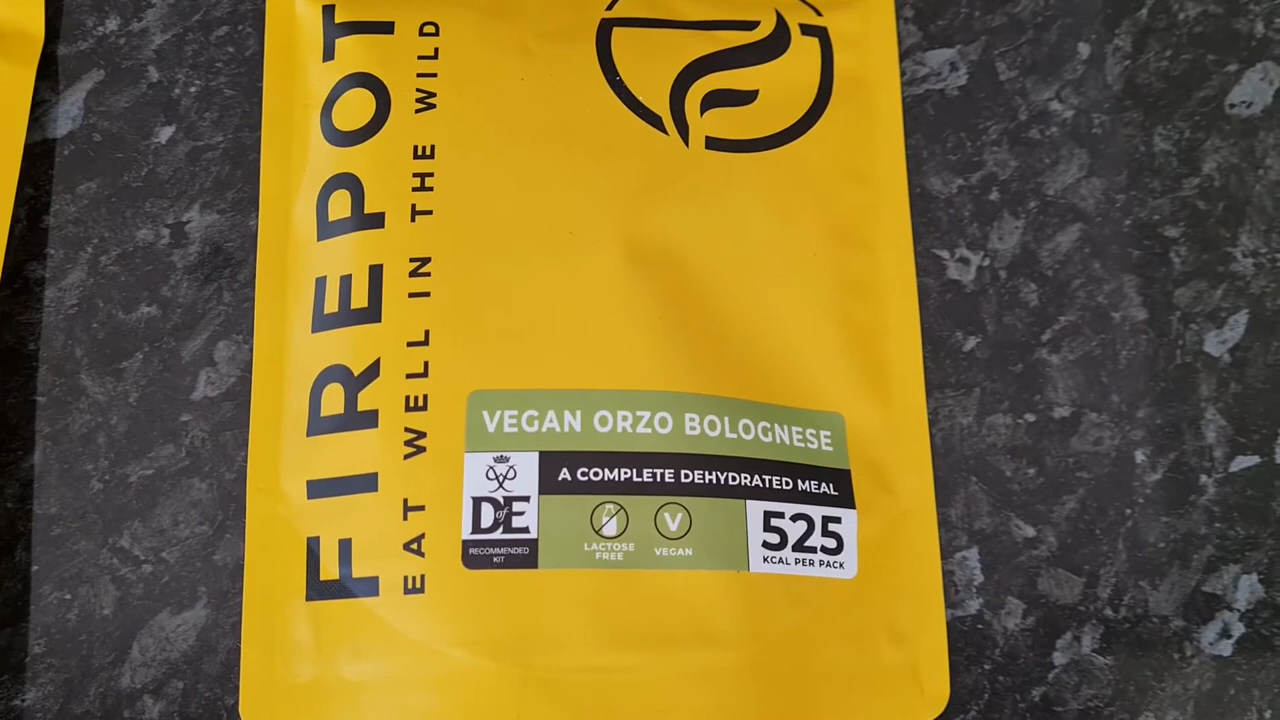 FIREPOT
EAT WELL IN THE WILD
VEGAN ORZO BOLOGNESE
A COMPLETE DEHYDRATED MEAL
DofE
RECOMMENDED
KIT
LACTOSE
FREE
V
VEGAN
525
KCAL PER PACK